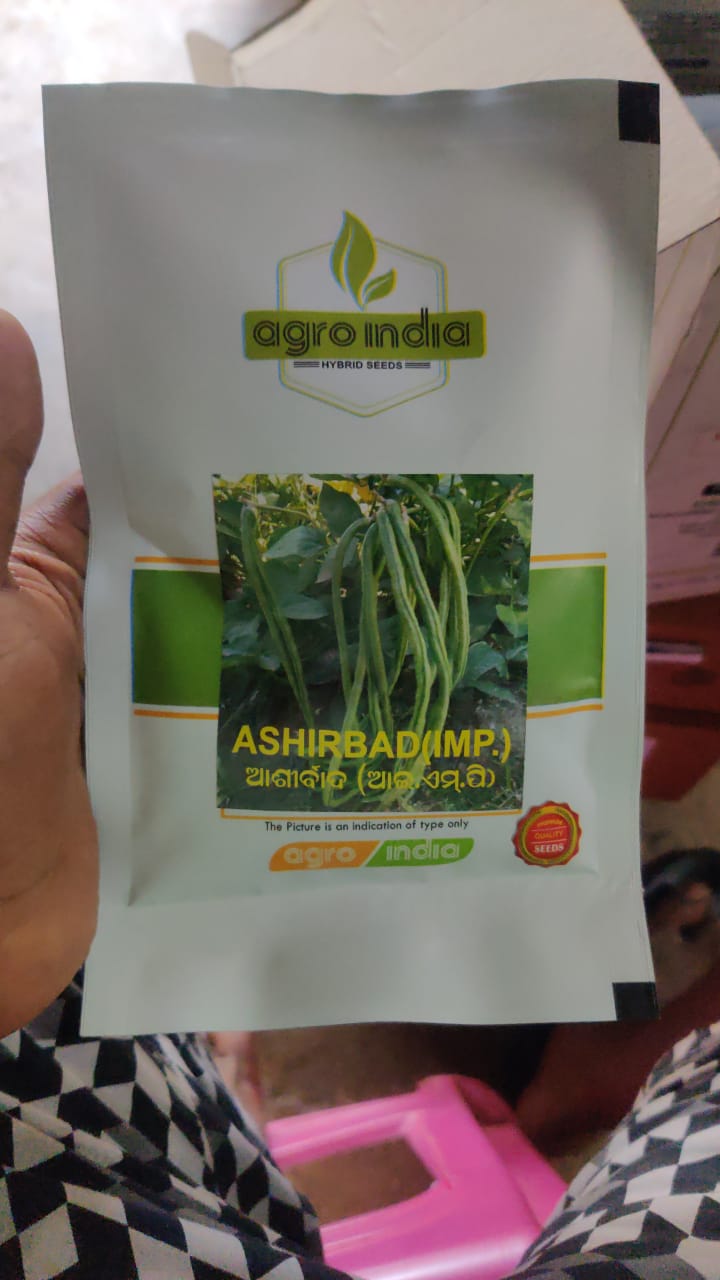 agro india
HYBRID SEEDS
ASHIRBAD(IMP.)
ଆଶୀର୍ବାଦ (ଆଇ.ଏମ୍.ପି)
The Picture is an indication of type only
agro india
QUALITY
SEEDS